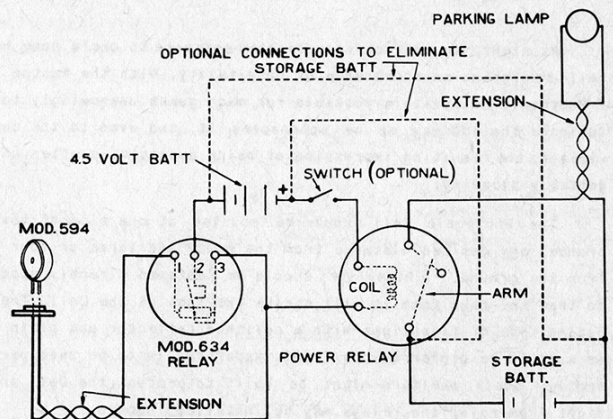 PARKING LAMP
OPTIONAL CONNECTIONS TO ELIMINATE
STORAGE BATT
EXTENSION
4.5 VOLT BATT
+
SWITCH (OPTIONAL)
MOD.594
1 3
COIL
ARM
MOD.634
RELAY
POWER RELAY
STORAGE
BATT.
EXTENSION